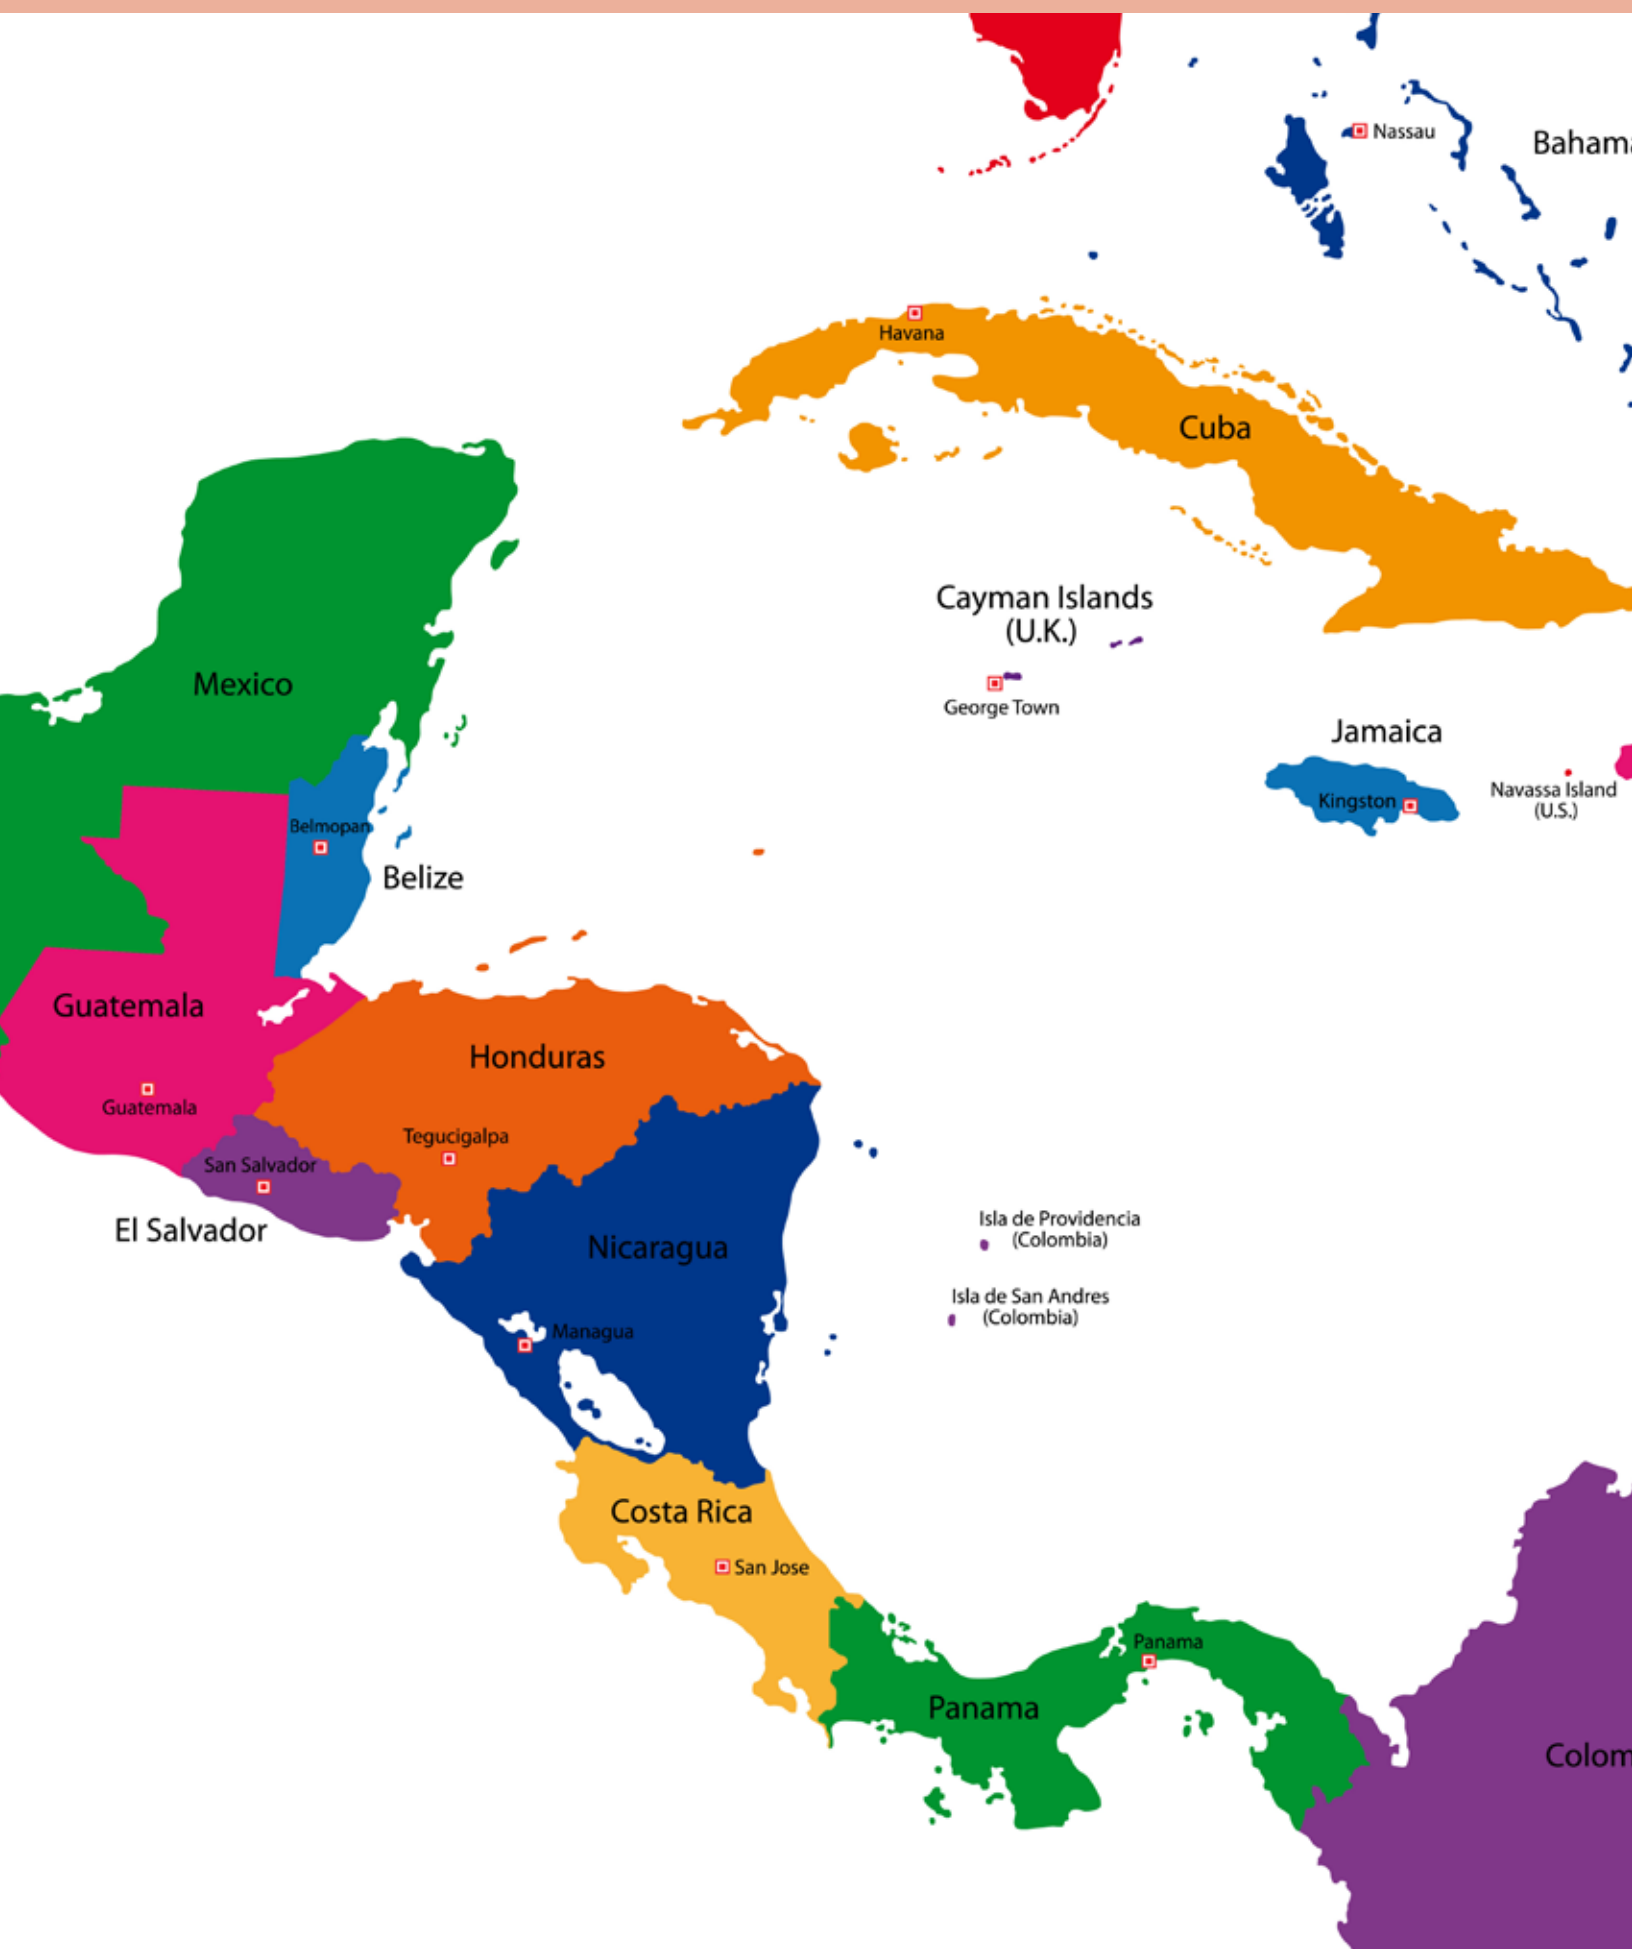 Nassau
Baham
Havana
Cuba
Cayman Islands
(U.K.)
George Town
Mexico
Jamaica
Kingston
Navassa Island
(U.S.)
Belmopan
Belize
Guatemala
Honduras
Guatemala
Tegucigalpa
San Salvador
El Salvador
Nicaragua
Isla de Providencia
(Colombia)
Isla de San Andres
(Colombia)
Managua
Costa Rica
San Jose
Panama
Panama
Colom